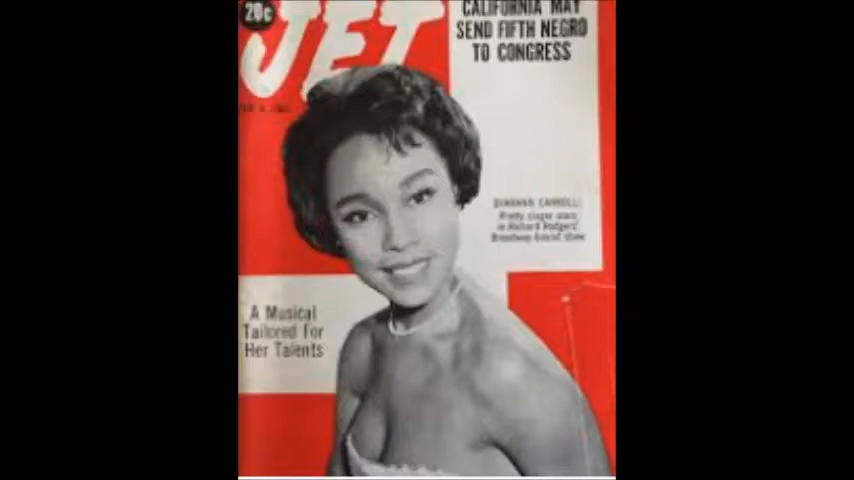 20c
JET
CALIFORNIA MAY
SEND FIFTH NEGRO
TO CONGRESS
DIAHANN CARROLL:
Pretty singer stars
in Richard Rodgers'
Broadway-bound show
A Musical
Tailored for
Her Talents